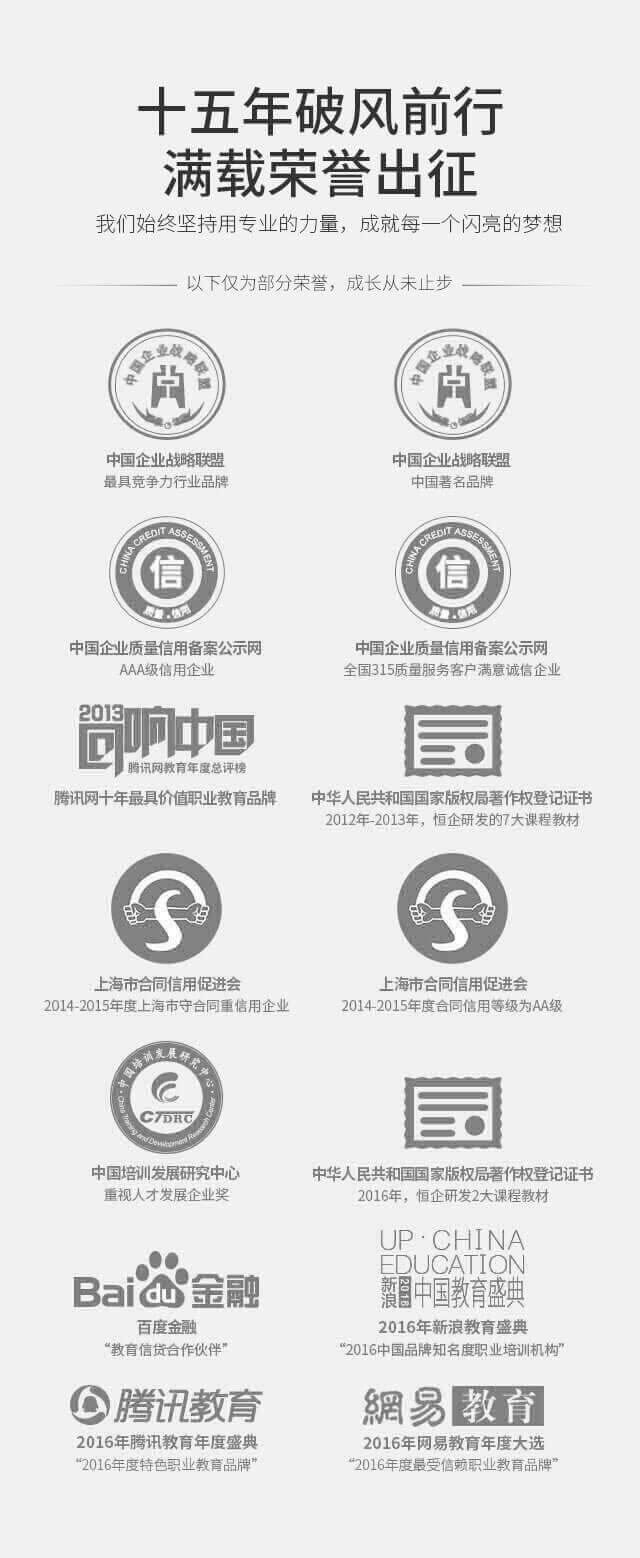 十五年破风前行
满载荣誉出征
我们始终坚持用专业的力量，成就每一个闪亮的梦想
以下仅为部分荣誉，成长从未止步
中国企业战略联盟
中国企业战略联盟
最具竞争力行业品牌
中国企业战略联盟
中国企业战略联盟
中国著名品牌
CHINA CREDIT ASSESSMENT
信
质量·信用
中国企业质量信用备案公示网
AAA级信用企业
CHINA CREDIT ASSESSMENT
信
质量·信用
中国企业质量信用备案公示网
全国315质量服务客户满意诚信企业
2013
回响中国
腾讯网教育年度总评榜
腾讯网十年最具价值职业教育品牌
中华人民共和国国家版权局著作权登记证书
2012年-2013年，恒企研发的7大课程教材
上海市合同信用促进会
2014-2015年度上海市守合同重信用企业
上海市合同信用促进会
2014-2015年度合同信用等级为AA级
中国培训发展研究中心
CTDRC
China Training and Development Research Center
中国培训发展研究中心
重视人才发展企业奖
中华人民共和国国家版权局著作权登记证书
2016年，恒企研发2大课程教材
Bai du 金融
百度金融
“教育信贷合作伙伴”
UP·CHINA
EDUCATION
新浪2016中国教育盛典
2016年新浪教育盛典
“2016中国品牌知名度职业培训机构”
腾讯教育
2016年腾讯教育年度盛典
“2016年度特色职业教育品牌”
網易教育
2016年网易教育年度大选
“2016年度最受信赖职业教育品牌”